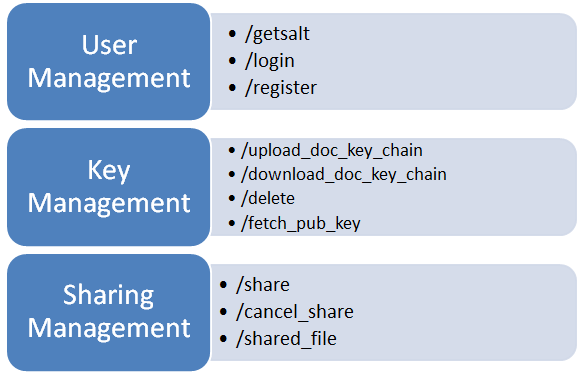 User
Management
• /getsalt
• /login
• /register
Key
Management
• /upload_doc_key_chain
• /download_doc_key_chain
• /delete
• /fetch_pub_key
Sharing
Management
• /share
• /cancel_share
• /shared_file